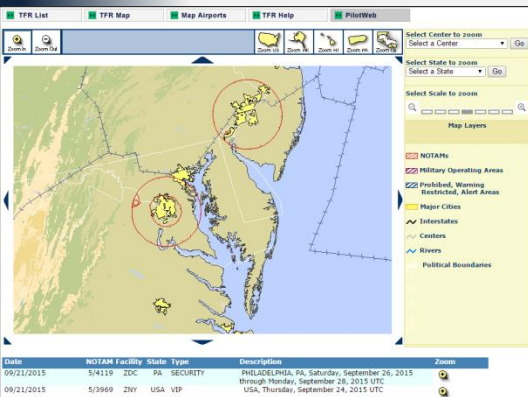 TFR List
TFR Map
Map Airports
TFR Help
PilotWeb
Zoom In
Zoom Out
Zoom US
Zoom AK
Zoom HI
Zoom PR
Select Center to zoom
Select a Center
Go
Select State to zoom
Select a State
Go
Select Scale to zoom
Map Layers
NOTAMs
Military Operating Areas
Prohibed, Warning
Restricted, Alert Areas
Major Cities
Interstates
Centers
Rivers
Political Boundaries
Date NOTAM Facility State Type Description Zoom
09/21/2015 5/4119 ZDC PA SECURITY PHILADELPHIA, PA, Saturday, September 26, 2015
through Monday, September 28, 2015 UTC
09/21/2015 5/3969 ZNY USA VIP USA, Thursday, September 24, 2015 UTC